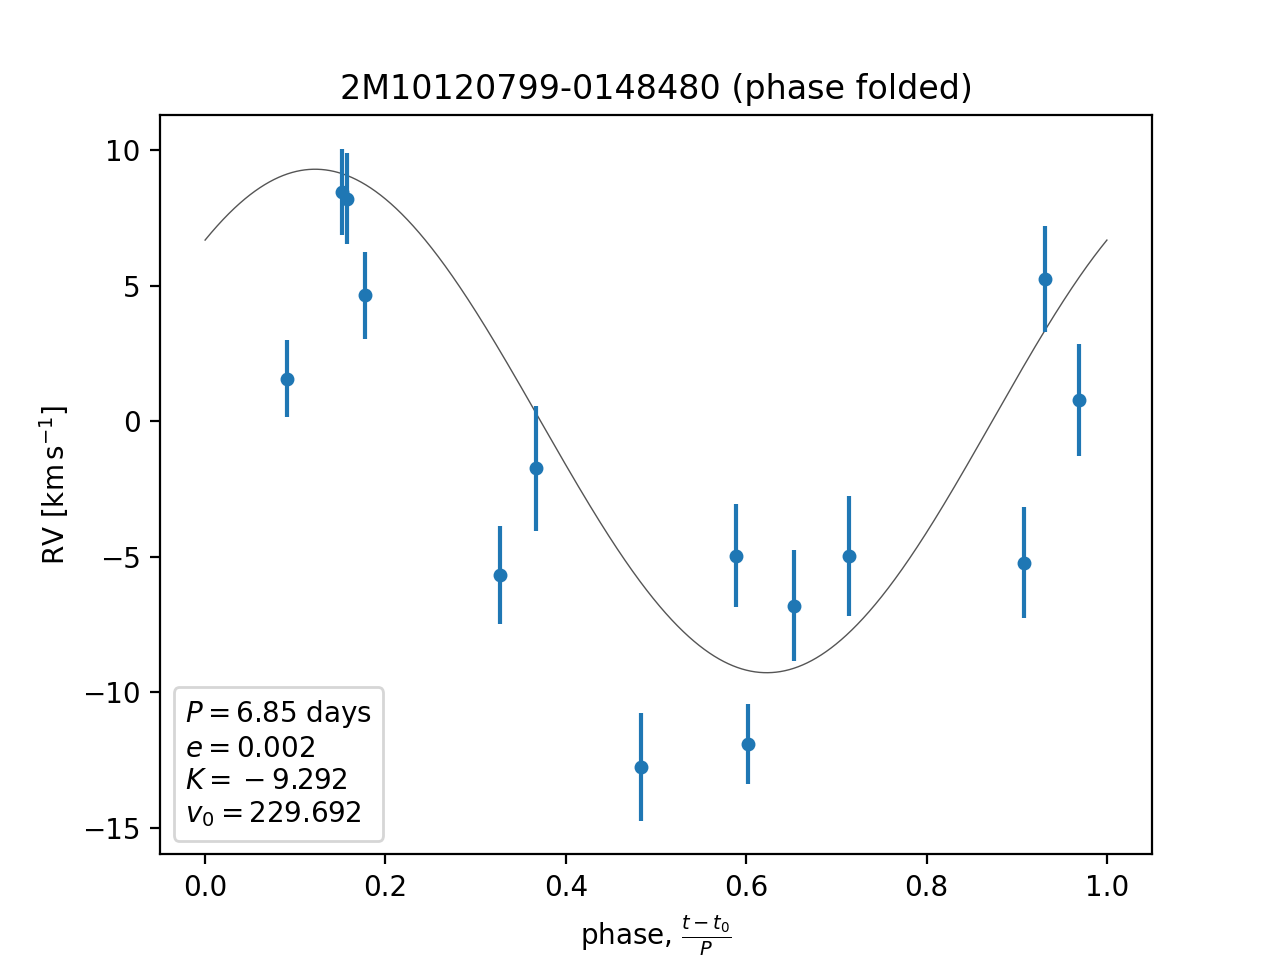 2M10120799-0148480 (phase folded)
RV [km s⁻¹]
10
5
0
−5
−10
−15
P = 6.85 days
e = 0.002
K = −9.292
v₀ = 229.692
0.0 0.2 0.4 0.6 0.8 1.0
phase, (t − t₀)/P